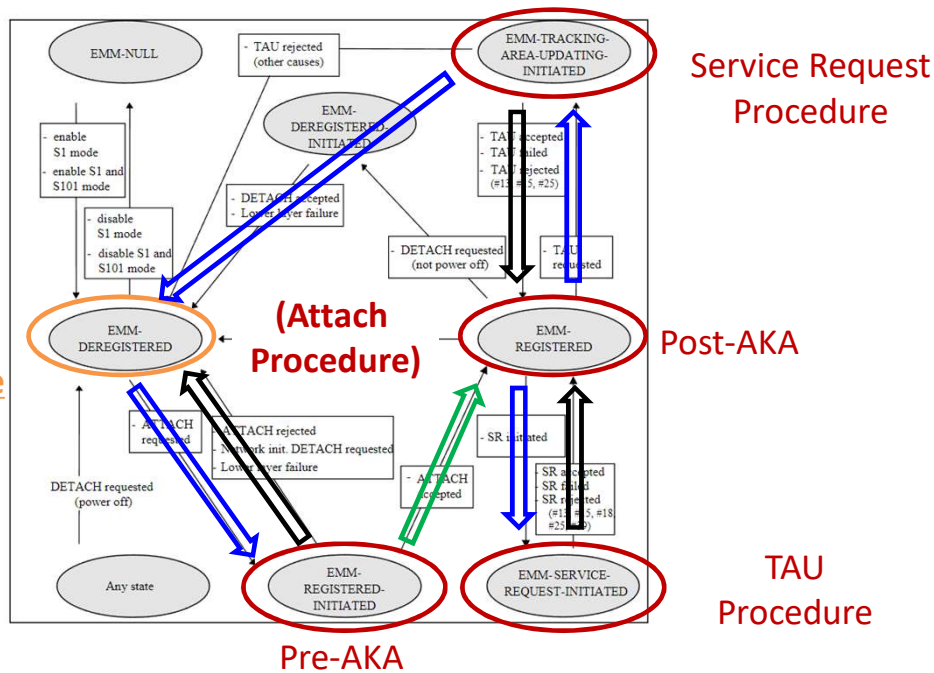 EMM-NULL
- TAU rejected
(other causes)
EMM-TRACKING-
AREA-UPDATING-
INITIATED
Service Request
Procedure
EMM-
DEREGISTERED-
INITIATED
- enable
S1 mode
- enable S1 and
S101 mode
- TAU accepted
- TAU failed
- TAU rejected
- DETACH accepted
- Lower layer failure
- disable
S1 mode
- disable S1 and
S101 mode
- DETACH requested
(not power off)
- TAU
requested
EMM-
DEREGISTERED
(Attach
Procedure)
EMM-
REGISTERED
Post-AKA
- ATTACH
requested
- ATTACH rejected
- Network init. DETACH requested
- Lower layer failure
- SR initiated
DETACH requested
(power off)
- ATTACH
accepted
- SR accepted
- SR failed
- SR rejected
Any state
EMM-
REGISTERED-
INITIATED
EMM-SERVICE-
REQUEST-INITIATED
TAU
Procedure
Pre-AKA